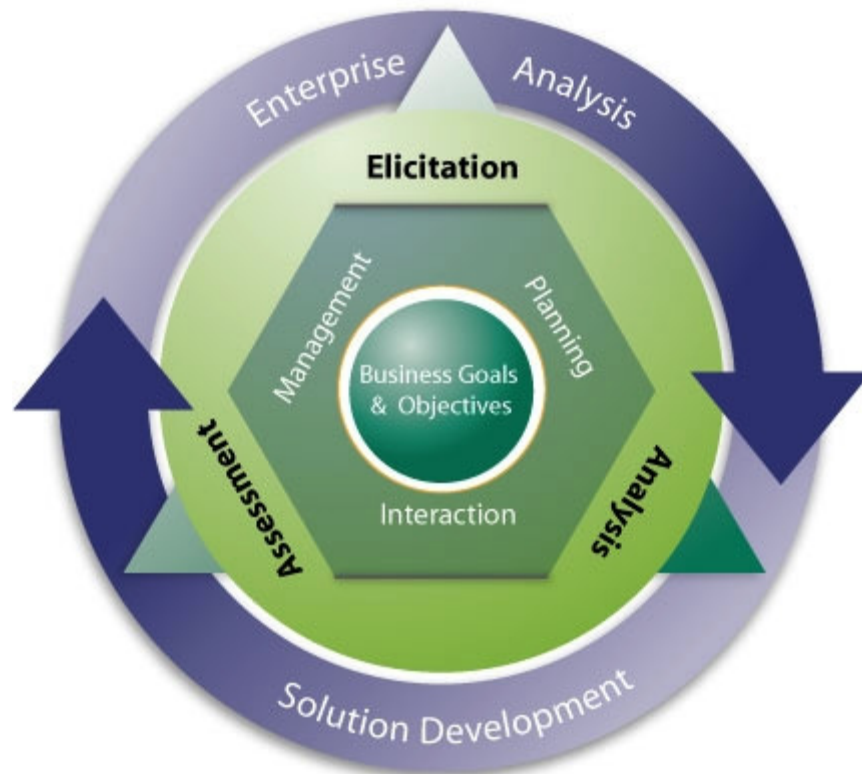 Enterprise Analysis
Elicitation
Management
Planning
Business Goals
& Objectives
Interaction
Assessment
Analysis
Solution Development